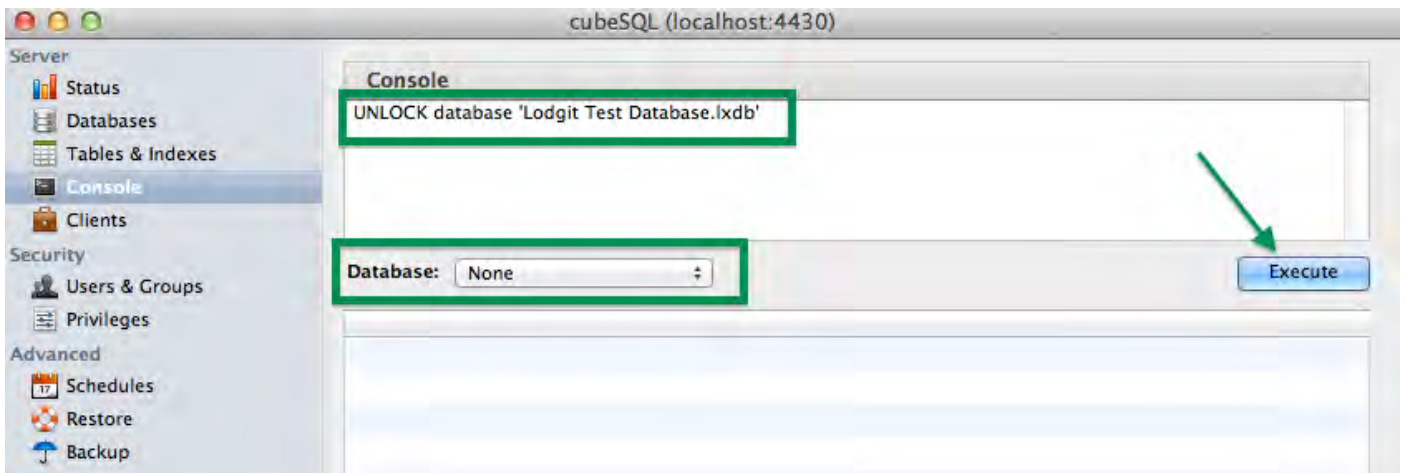 cubeSQL (localhost:4430)
Server
Status
Databases
Tables & Indexes
Console
Clients
Security
Users & Groups
Privileges
Advanced
17
Schedules
Restore
Backup
Console
UNLOCK database 'Lodgit Test Database.lxdb'
Database: None
Execute